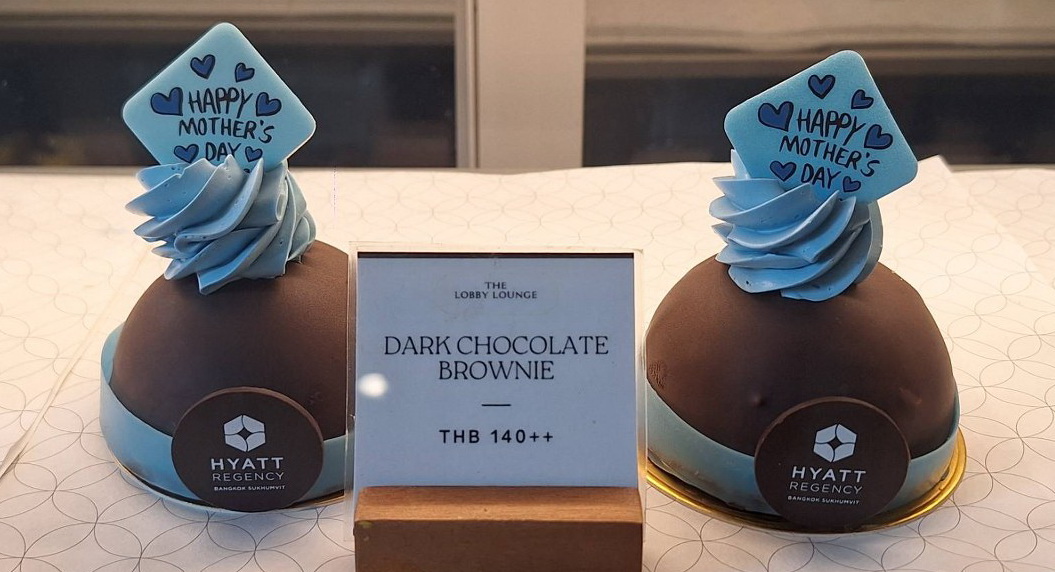 HAPPY
MOTHER'S
DAY
HAPPY
MOTHER'S
DAY
THE
LOBBY LOUNGE
DARK CHOCOLATE
BROWNIE
THB 140++
HYATT
REGENCY
BANGKOK SUKHUMVIT
HYATT
REGENCY
BANGKOK SUKHUMVIT